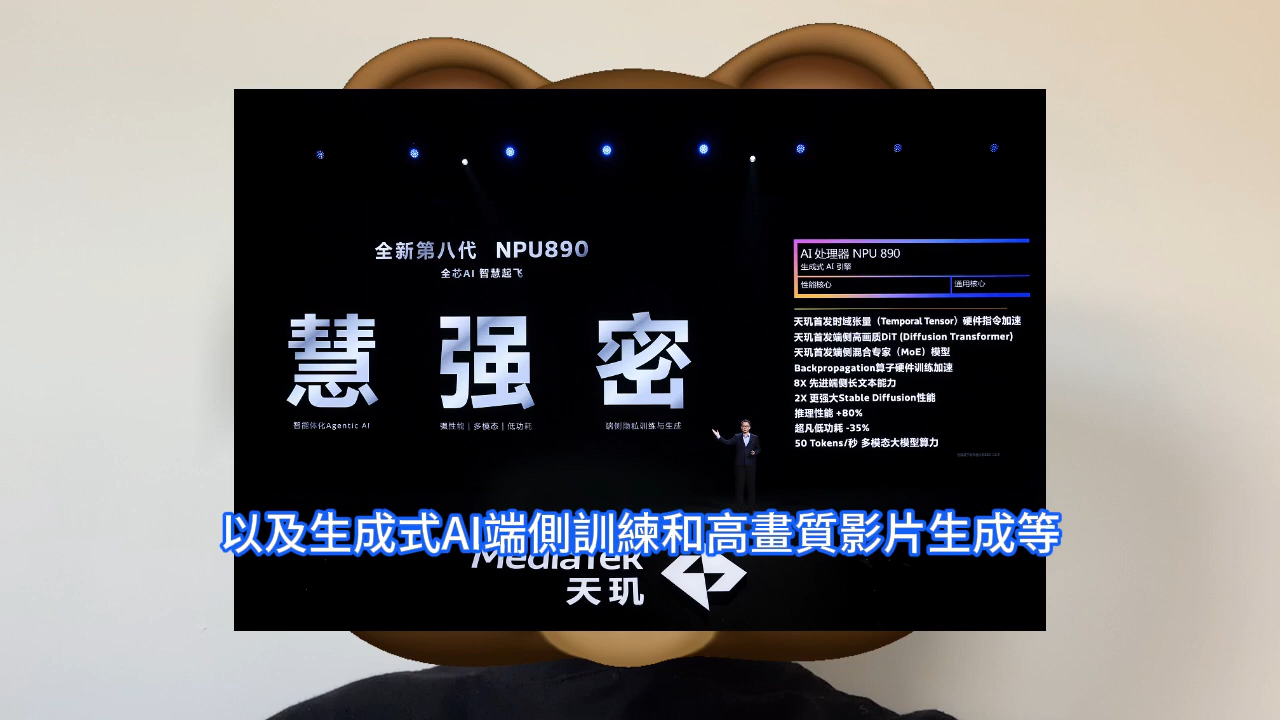 全新第八代 NPU890
全芯AI 智慧起飞
慧 强 密
智能体化Agentic AI
强性能 | 多模态 | 低功耗
端侧隐私训练与生成
AI 处理器 NPU 890
生成式 AI 引擎
性能核心
通用核心
天玑首发时域张量（Temporal Tensor）硬件指令加速
天玑首发端侧高画质DiT (Diffusion Transformer)
天玑首发端侧混合专家（MoE）模型
Backpropagation算子硬件训练加速
8X 先进端侧长文本能力
2X 更强大Stable Diffusion性能
推理性能 +80%
超凡低功耗 -35%
50 Tokens/秒 多模态大模型算力
以及生成式AI端側訓練和高畫質影片生成等
MediaTek
天玑